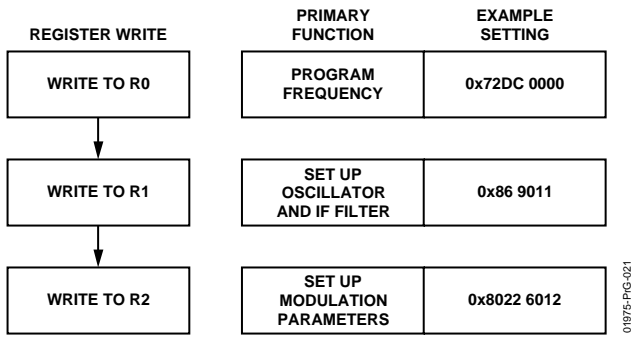 REGISTER WRITE
PRIMARY
FUNCTION
EXAMPLE
SETTING
WRITE TO R0
PROGRAM
FREQUENCY
0x72DC 0000
WRITE TO R1
SET UP
OSCILLATOR
AND IF FILTER
0x86 9011
WRITE TO R2
SET UP
MODULATION
PARAMETERS
0x8022 6012
01975-PrG-021